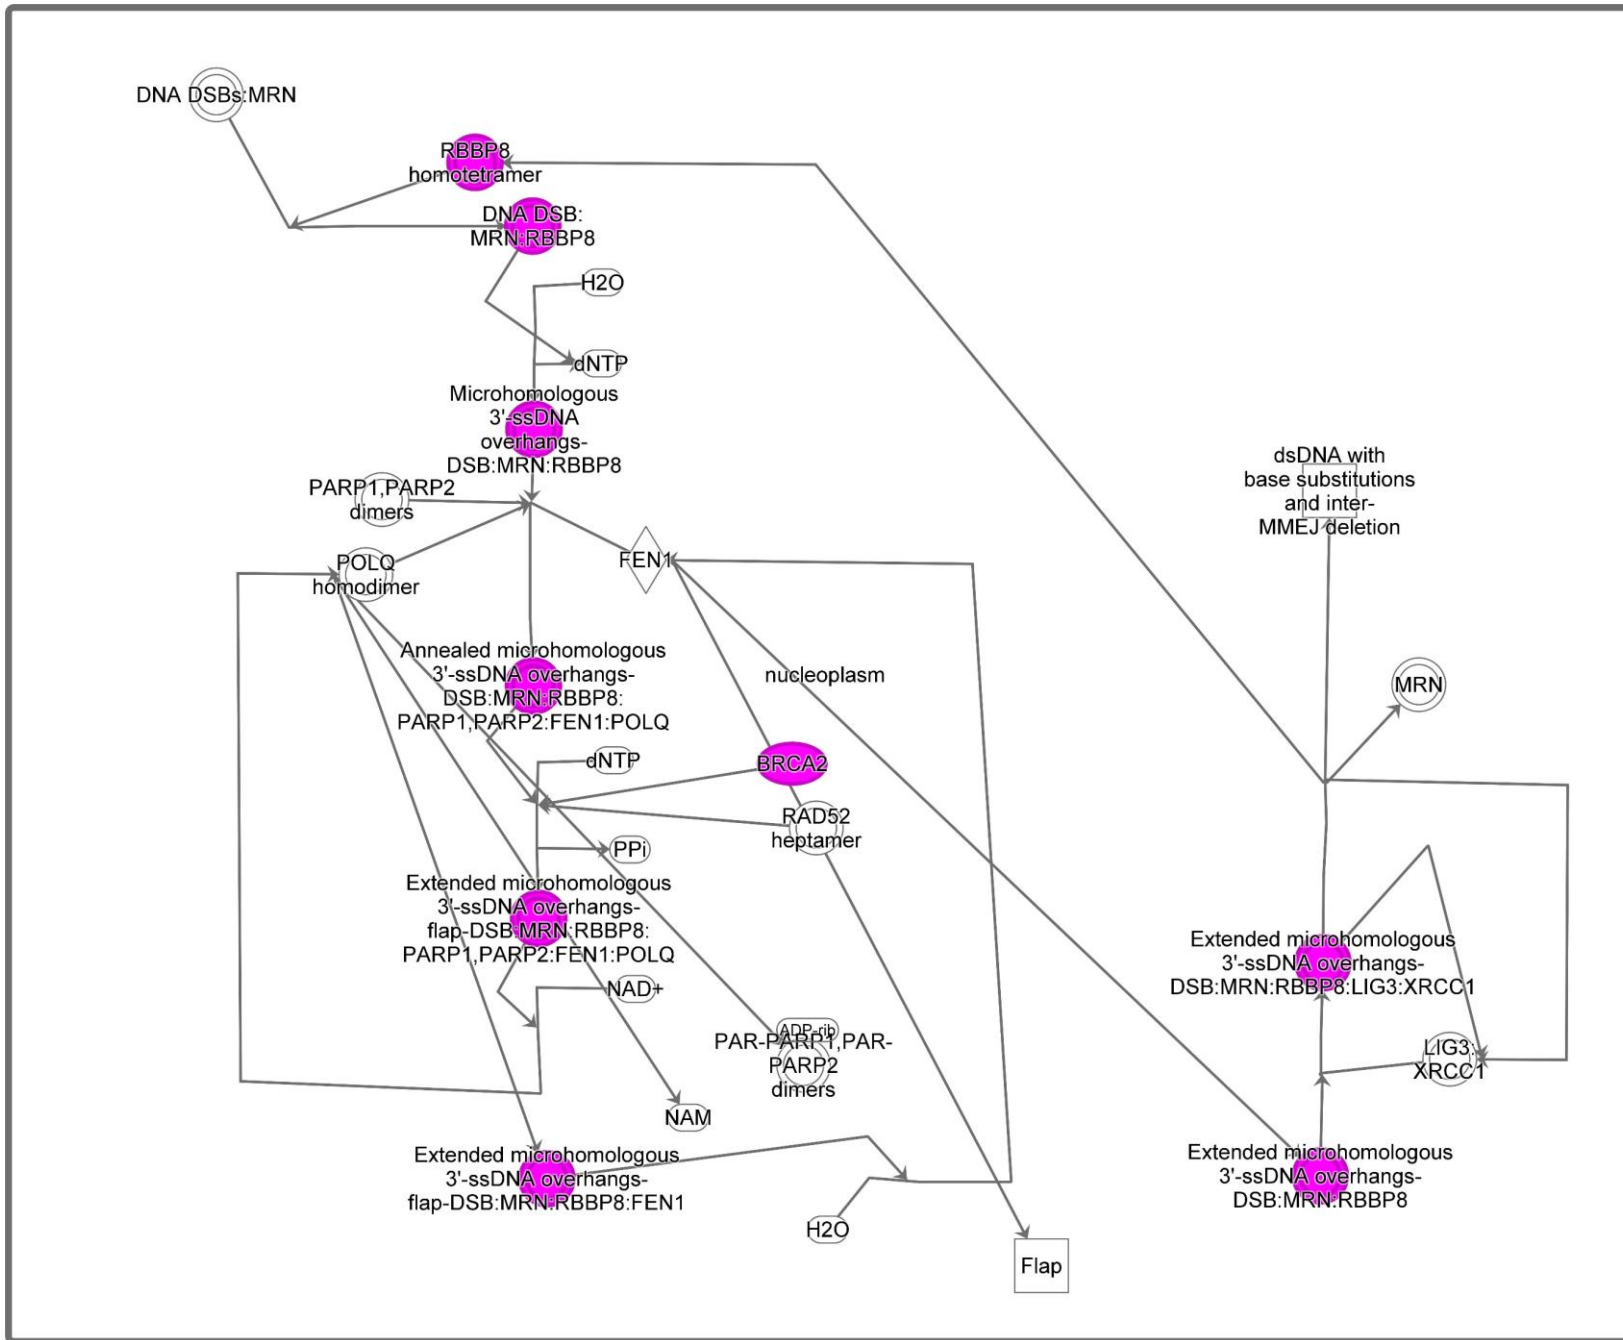 DNA DSBs:MRN
RBBP8
homotetramer
DNA DSB:
MRN:RBBP8
H2O
dNTP
Microhomologous
3'-ssDNA
overhangs-
DSB:MRN:RBBP8
PARP1,PARP2
dimers
POLQ
homodimer
FEN1
Annealed microhomologous
3'-ssDNA overhangs-
DSB:MRN:RBBP8:
PARP1,PARP2:FEN1:POLQ
nucleoplasm
dNTP
BRCA2
RAD52
heptamer
PPi
Extended microhomologous
3'-ssDNA overhangs-
flap-DSB:MRN:RBBP8:
PARP1,PARP2:FEN1:POLQ
NAD+
ADP-rib
PAR-PARP1,PAR-
PARP2
dimers
NAM
Extended microhomologous
3'-ssDNA overhangs-
flap-DSB:MRN:RBBP8:FEN1
H2O
Flap
dsDNA with
base substitutions
and inter-
MMEJ deletion
MRN
Extended microhomologous
3'-ssDNA overhangs-
DSB:MRN:RBBP8:LIG3:XRCC1
LIG3:
XRCC1
Extended microhomologous
3'-ssDNA overhangs-
DSB:MRN:RBBP8